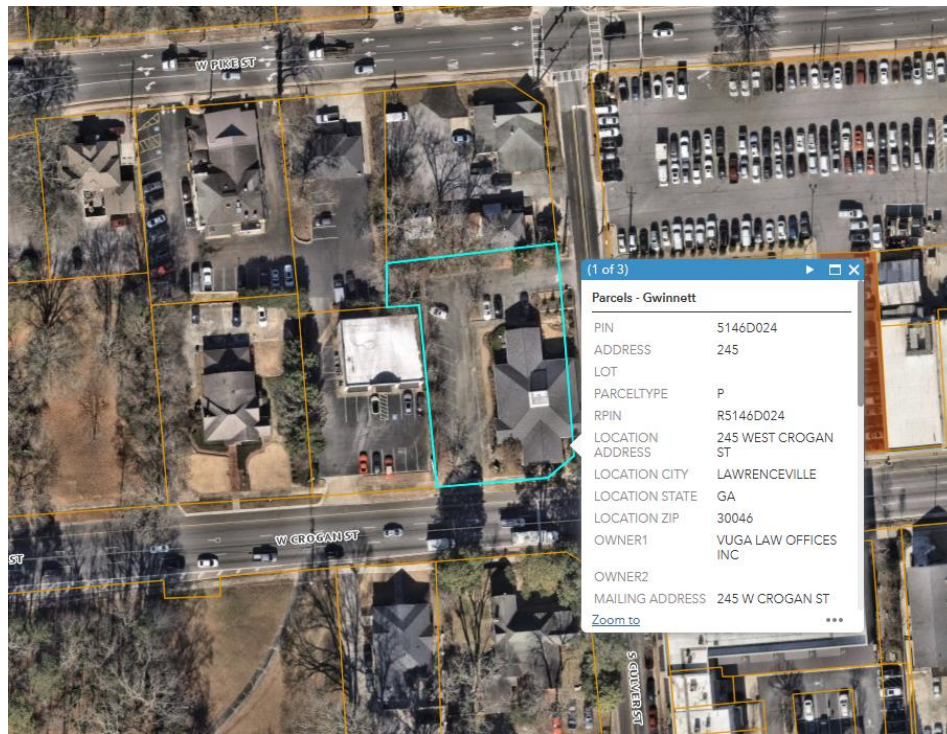 W PIKE ST
(1 of 3)
Parcels - Gwinnett
PIN 5146D024
ADDRESS 245
LOT
PARCELTYPE P
RPIN R5146D024
LOCATION ADDRESS 245 WEST CROGAN ST
LOCATION CITY LAWRENCEVILLE
LOCATION STATE GA
LOCATION ZIP 30046
OWNER1 VUGA LAW OFFICES INC
OWNER2
MAILING ADDRESS 245 W CROGAN ST
Zoom to
W CROGAN ST
ST
S CULVER ST